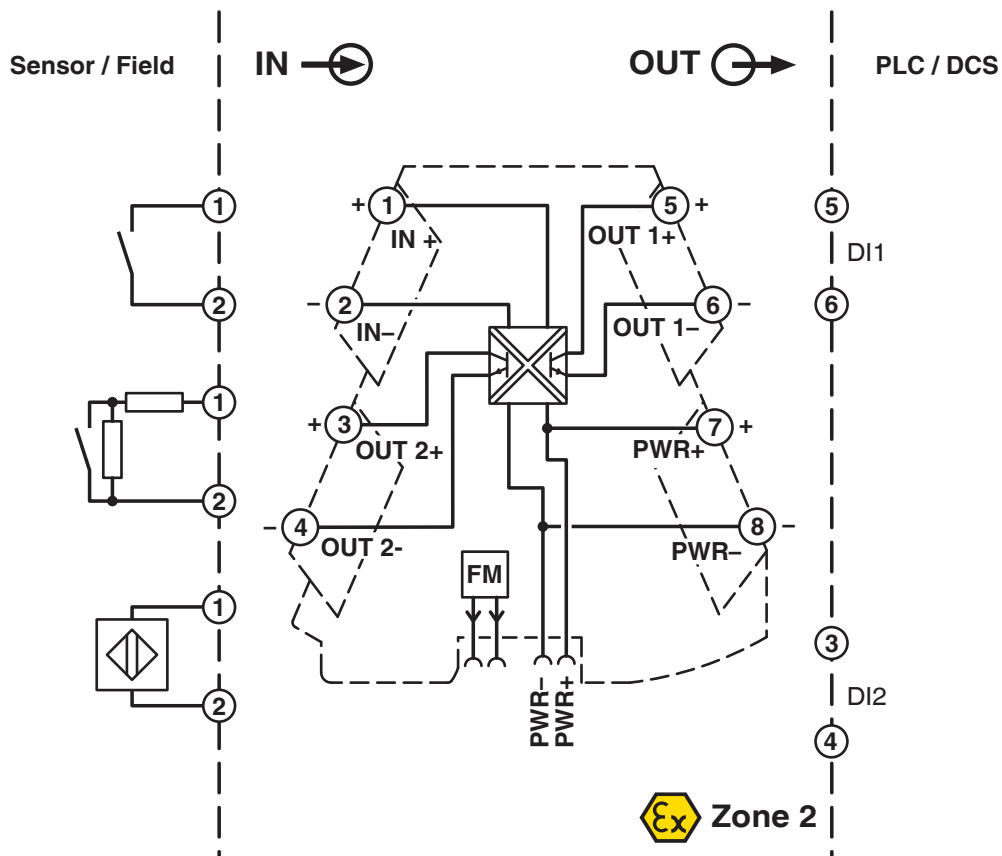 Sensor / Field
IN
OUT
PLC / DCS
1
2
1
2
1
2
+ 1
IN +
– 2
IN–
+ 3
OUT 2+
- 4
OUT 2-
5 +
OUT 1+
6 –
OUT 1–
7 +
PWR+
8 –
PWR–
FM
PWR–
PWR+
5
DI1
6
3
DI2
4
Ex Zone 2